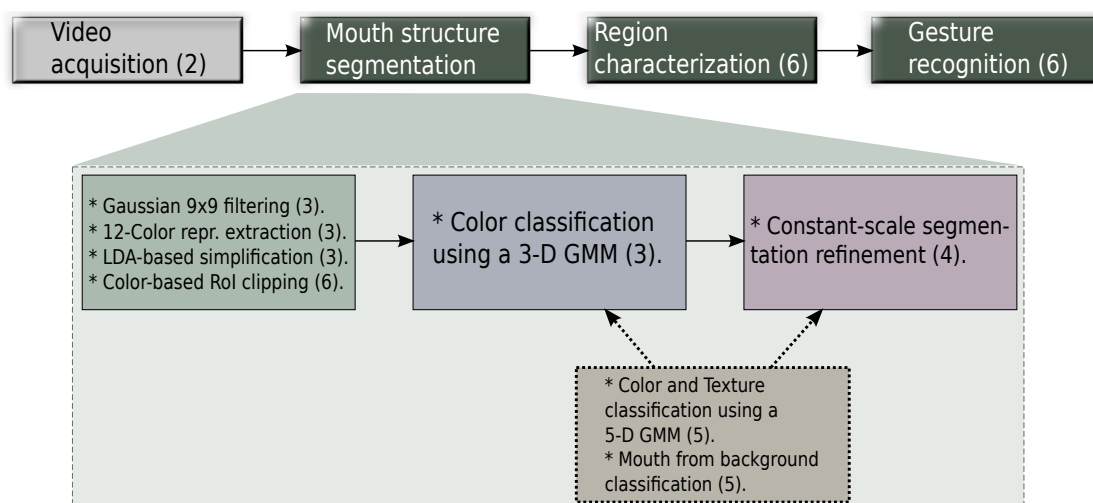 Video
acquisition (2)
Mouth structure
segmentation
Region
characterization (6)
Gesture
recognition (6)
* Gaussian 9x9 filtering (3).
* 12-Color repr. extraction (3).
* LDA-based simplification (3).
* Color-based RoI clipping (6).
* Color classification
using a 3-D GMM (3).
* Constant-scale segmen-
tation refinement (4).
* Color and Texture
classification using a
5-D GMM (5).
* Mouth from background
classification (5).